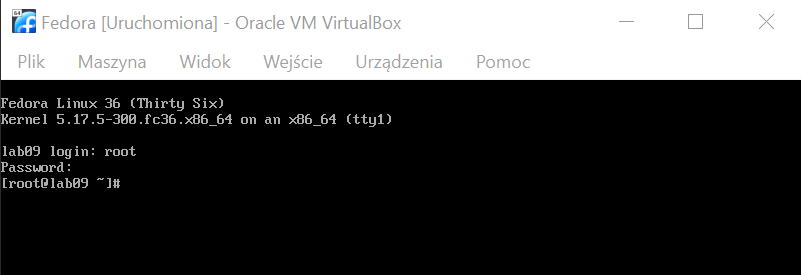 Fedora [Uruchomiona] - Oracle VM VirtualBox
Plik Maszyna Widok Wejście Urządzenia Pomoc
Fedora Linux 36 (Thirty Six)
Kernel 5.17.5-300.fc36.x86_64 on an x86_64 (tty1)
lab09 login: root
Password:
[root@lab09 ~]#